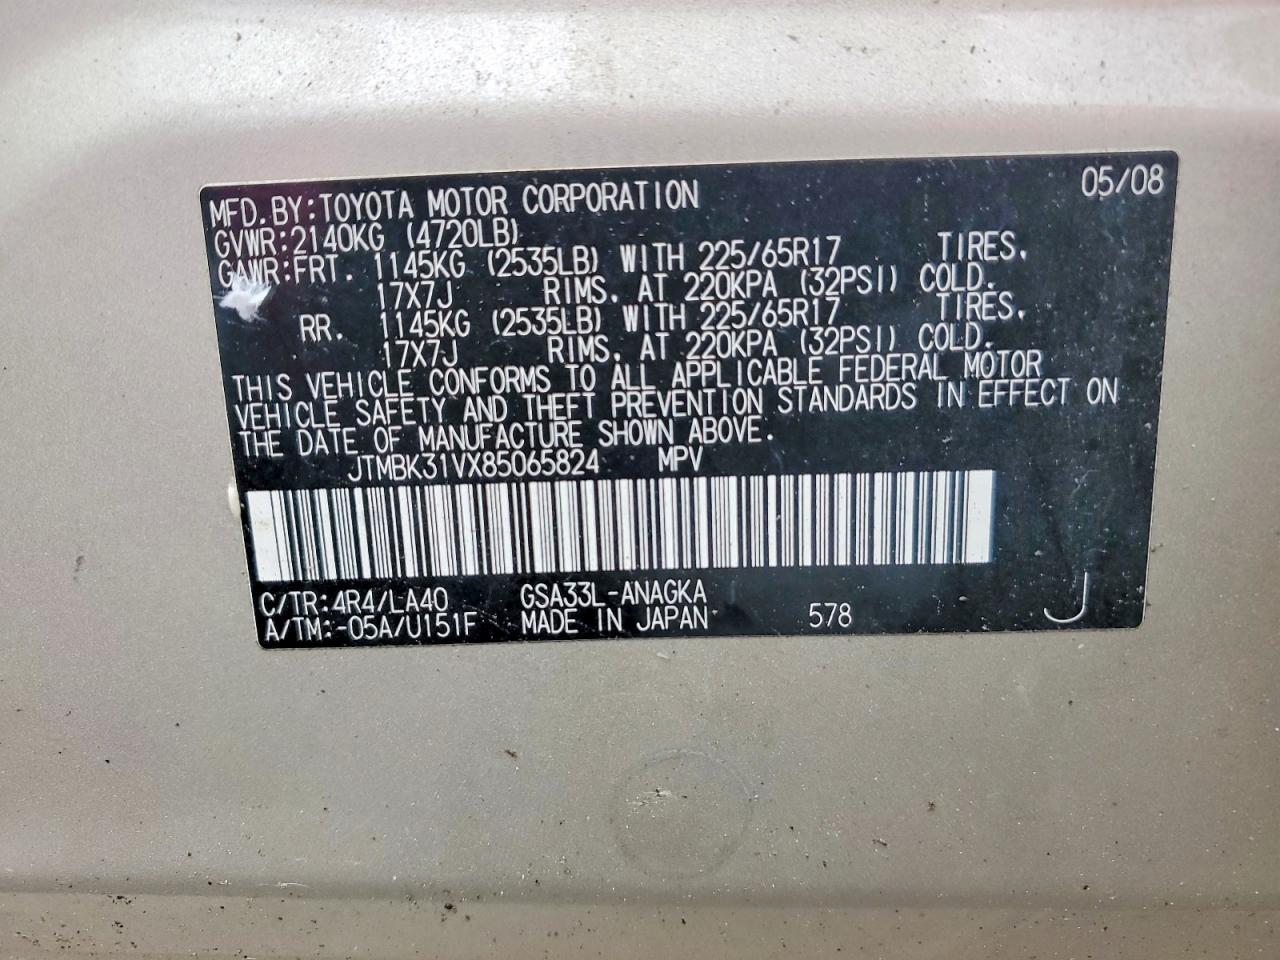 MFD. BY: TOYOTA MOTOR CORPORATION 05/08
GVWR: 2140KG (4720LB)
GAWR: FRT. 1145KG (2535LB) WITH 225/65R17 TIRES,
17X7J RIMS, AT 220KPA (32PSI) COLD.
RR. 1145KG (2535LB) WITH 225/65R17 TIRES,
17X7J RIMS, AT 220KPA (32PSI) COLD.
THIS VEHICLE CONFORMS TO ALL APPLICABLE FEDERAL MOTOR
VEHICLE SAFETY AND THEFT PREVENTION STANDARDS IN EFFECT ON
THE DATE OF MANUFACTURE SHOWN ABOVE.
JTMBK31VX85065824 MPV
C/TR: 4R4/LA40 GSA33L-ANAGKA
A/TM: -05A/U151F MADE IN JAPAN 578 J